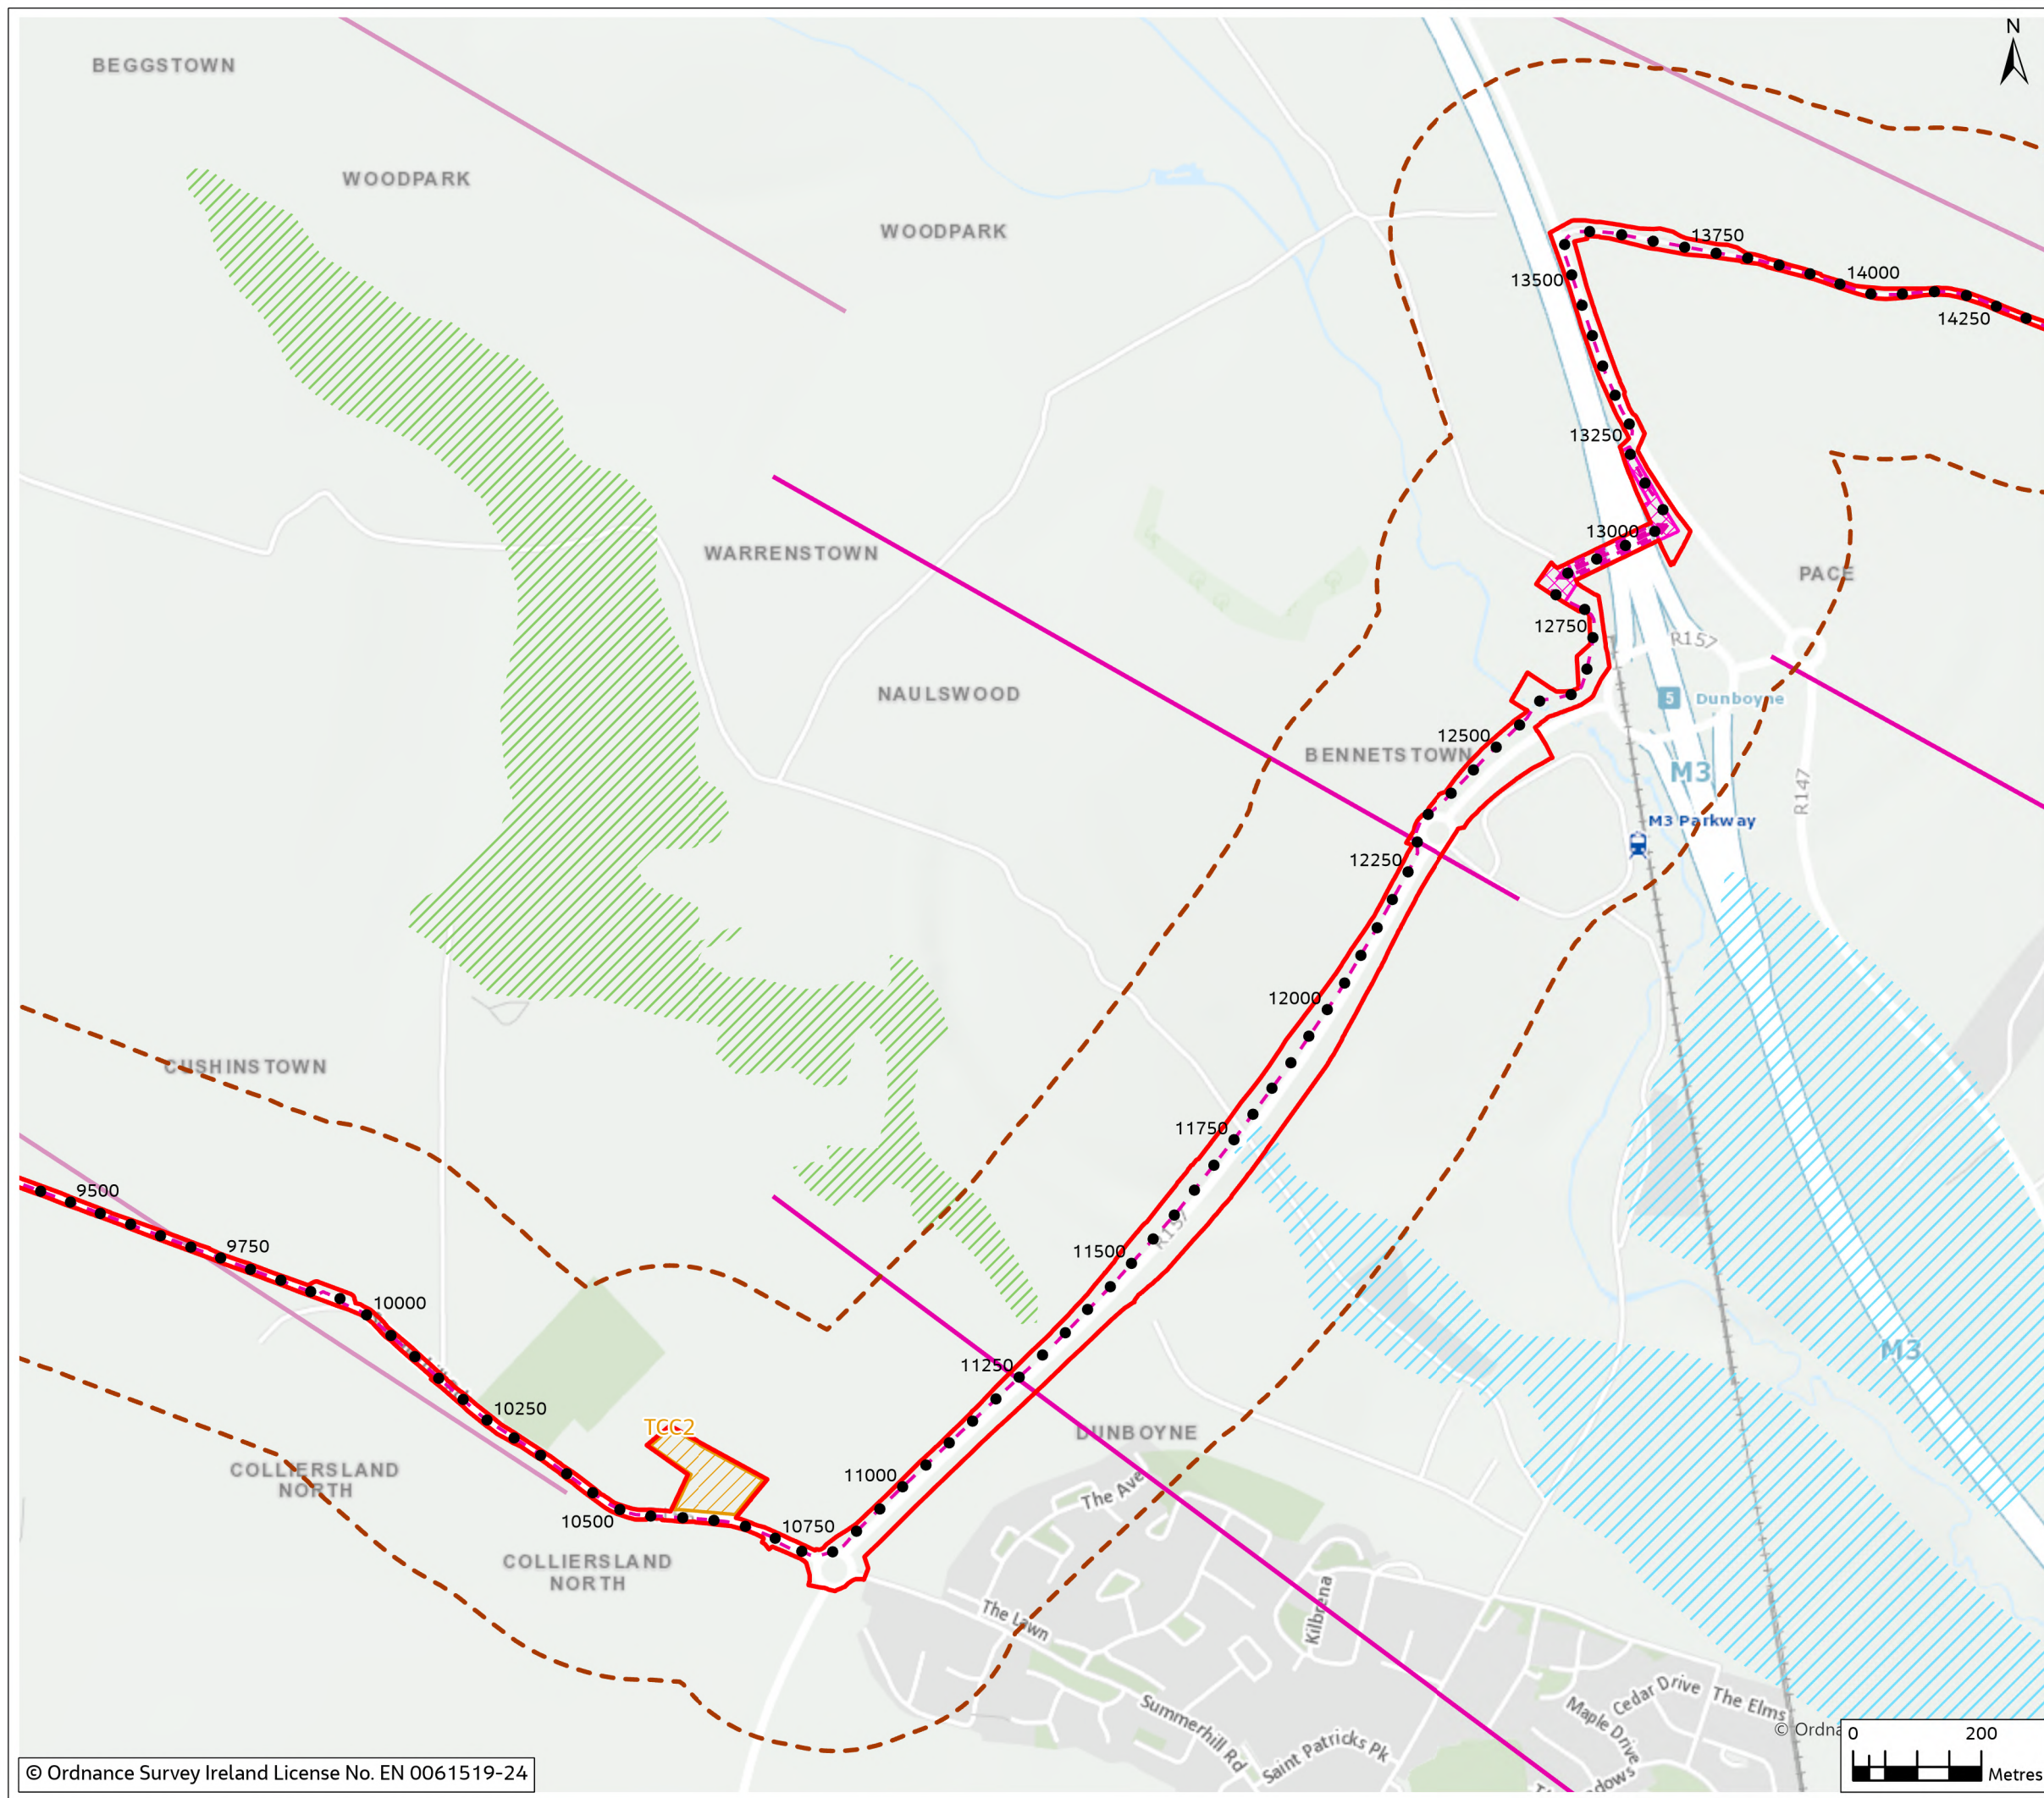 N
BEGGSTOWN
WOODPARK
WOODPARK
13750
14000
13500
14250
13250
13000
WARRENSTOWN
PACE
12750
R157
NAULSWOOD
5
Dunboyne
12500
BENNETSTOWN
M3
R147
M3 Parkway
12250
12000
CUSHINSTOWN
11750
9500
R157
9750
11500
10000
M3
11250
10250
TCC2
DUNBOYNE
COLLIERSLAND
NORTH
11000
The Ave
10500
10750
COLLIERSLAND
NORTH
The Lawn
Kilbrena
Cedar Drive
The Elms
Maple Drive
Summerhill Rd
Saint Patricks Pk
© Ordna
0
200
Metres
© Ordnance Survey Ireland License No. EN 0061519-24